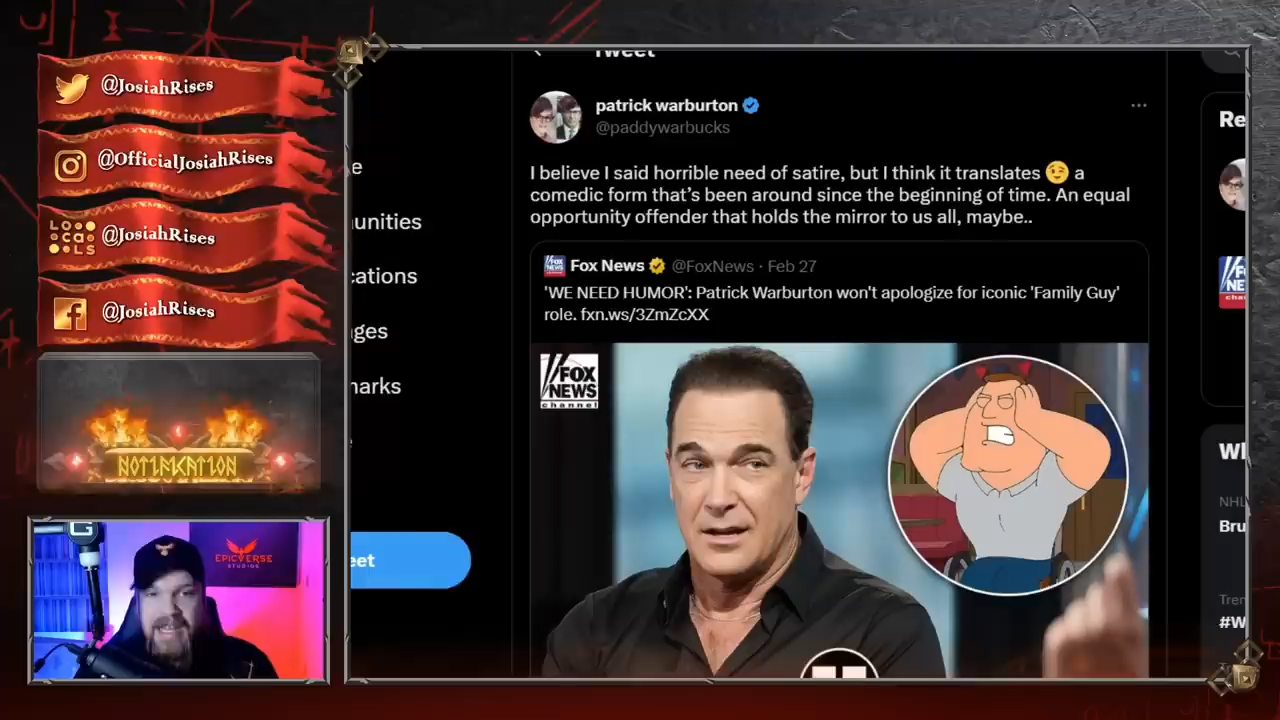 @JosiahRises
@OfficialJosiahRises
LOCALS
@JosiahRises
@JosiahRises
NOTIFICATION
EPICVERSE
STUDIOS
Tweet
patrick warburton
@paddywarbucks
I believe I said horrible need of satire, but I think it translates 😉 a
comedic form that’s been around since the beginning of time. An equal
opportunity offender that holds the mirror to us all, maybe..
Fox News @FoxNews · Feb 27
'WE NEED HUMOR': Patrick Warburton won't apologize for iconic 'Family Guy'
role. fxn.ws/3ZmZcXX
FOX
NEWS
channel
e
unities
cations
ges
narks
eet
Re
Wl
NHL
Bru
Tren
#W